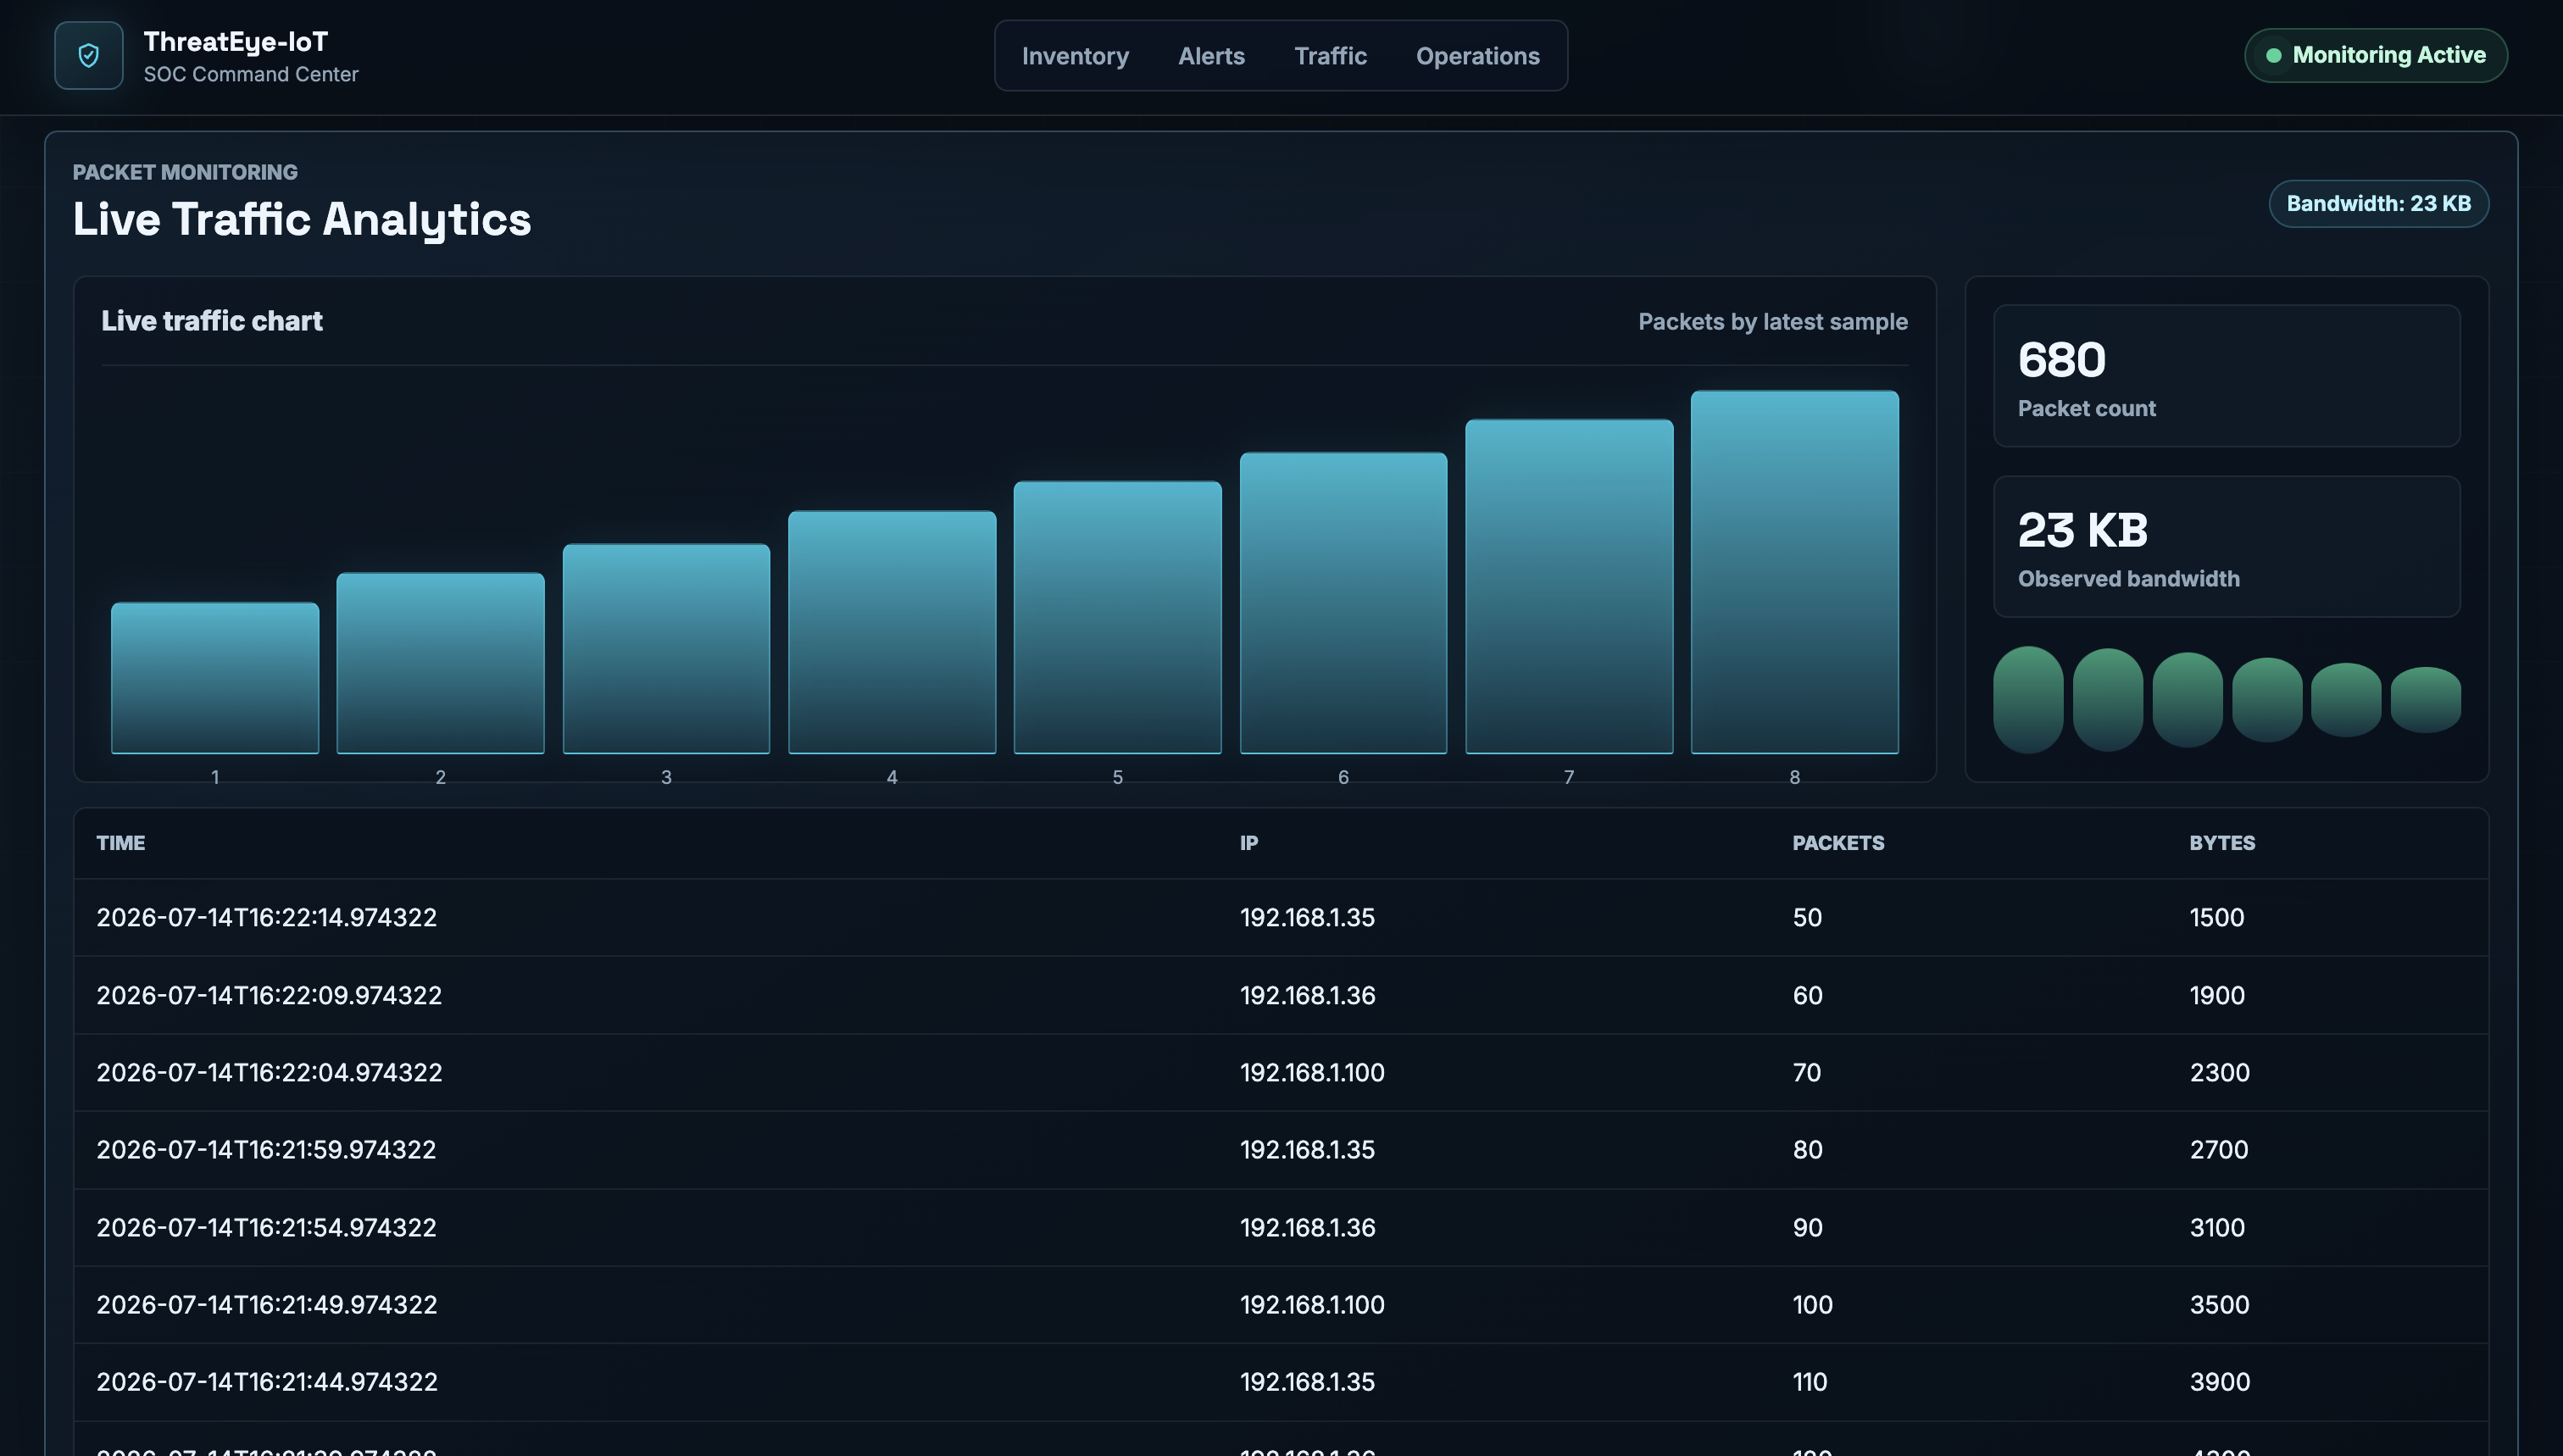 ThreatEye-IoT
SOC Command Center
Inventory Alerts Traffic Operations
Monitoring Active
PACKET MONITORING
Live Traffic Analytics
Bandwidth: 23 KB
Live traffic chart
Packets by latest sample
1 2 3 4 5 6 7 8
680
Packet count
23 KB
Observed bandwidth
TIME IP PACKETS BYTES
2026-07-14T16:22:14.974322 192.168.1.35 50 1500
2026-07-14T16:22:09.974322 192.168.1.36 60 1900
2026-07-14T16:22:04.974322 192.168.1.100 70 2300
2026-07-14T16:21:59.974322 192.168.1.35 80 2700
2026-07-14T16:21:54.974322 192.168.1.36 90 3100
2026-07-14T16:21:49.974322 192.168.1.100 100 3500
2026-07-14T16:21:44.974322 192.168.1.35 110 3900